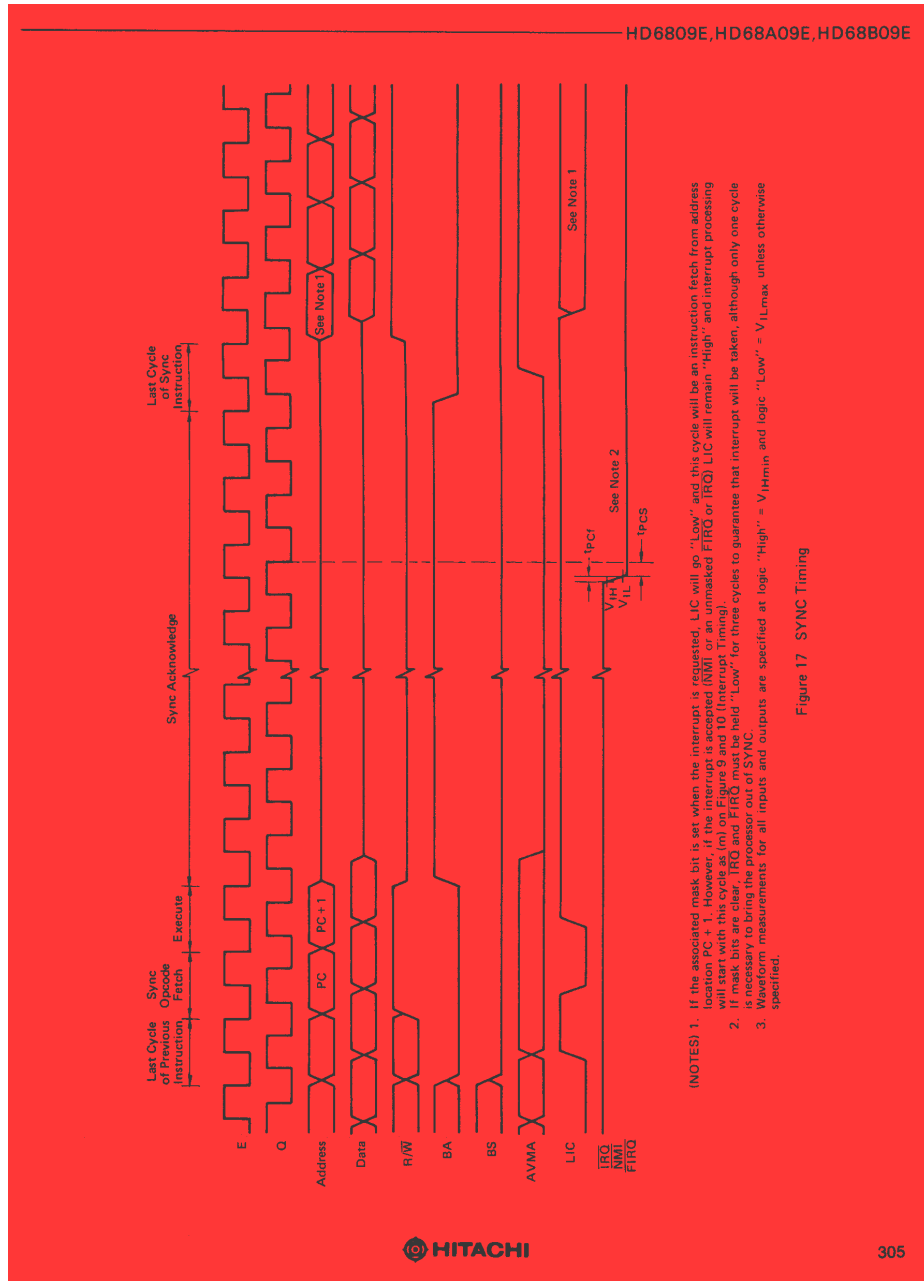 HD6809E,HD68A09E,HD68B09E
Last Cycle
of Previous
Instruction
Sync
Opcode
Fetch
Execute
Sync Acknowledge
Last Cycle
of Sync
Instruction
E
Q
Address
PC
PC + 1
See Note 1
Data
R/W̅
BA
BS
AVMA
LIC
See Note 1
I̅R̅Q̅
N̅M̅I̅
F̅I̅R̅Q̅
VIH
VIL
tPCf
tPCS
See Note 2
(NOTES) 1. If the associated mask bit is set when the interrupt is requested, LIC will go "Low" and this cycle will be an instruction fetch from address
location PC + 1. However, if the interrupt is accepted (N̅M̅I̅ or an unmasked F̅I̅R̅Q̅ or I̅R̅Q̅) LIC will remain "High" and interrupt processing
will start with this cycle as (m) on Figure 9 and 10 (Interrupt Timing).
2. If mask bits are clear, I̅R̅Q̅ and F̅I̅R̅Q̅ must be held "Low" for three cycles to guarantee that interrupt will be taken, although only one cycle
is necessary to bring the processor out of SYNC.
3. Waveform measurements for all inputs and outputs are specified at logic "High" = VIHmin and logic "Low" = VILmax unless otherwise
specified.
Figure 17 SYNC Timing
HITACHI
305